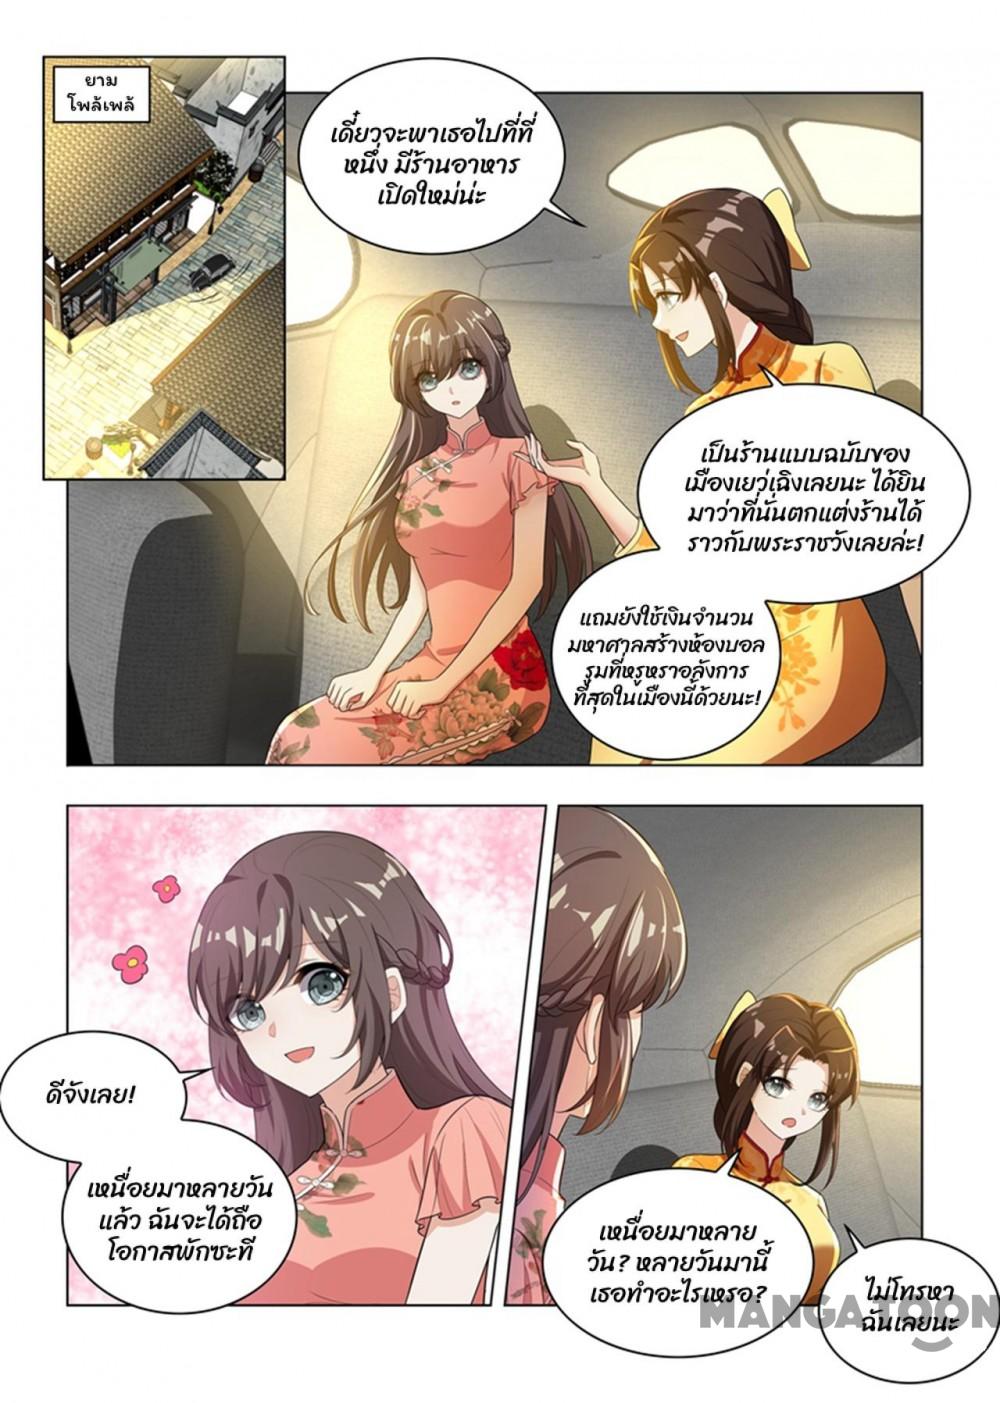 ยาม
โพล้เพล้
เดี๋ยวจะพาเธอไปที่ที่
หนึ่ง มีร้านอาหาร
เปิดใหม่น่ะ
เป็นร้านแบบฉบับของ
เมืองเยว่เฉิงเลยนะ ได้ยิน
มาว่าที่นั่นตกแต่งร้านได้
ราวกับพระราชวังเลยล่ะ!
แถมยังใช้เงินจำนวน
มหาศาลสร้างห้องบอล
รูมที่หรูหราอลังการ
ที่สุดในเมืองนี้ด้วยนะ!
ดีจังเลย!
เหนื่อยมาหลายวัน
แล้ว ฉันจะได้ถือ
โอกาสพักซะที
เหนื่อยมาหลาย
วัน? หลายวันมานี้
เธอทำอะไรเหรอ?
ไม่โทรหา
ฉันเลยนะ
MANGATOON